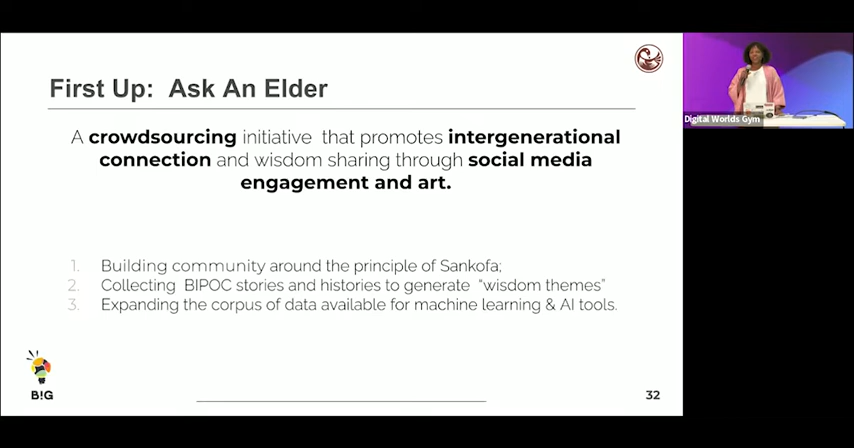 First Up: Ask An Elder
A crowdsourcing initiative that promotes intergenerational
connection and wisdom sharing through social media
engagement and art.
1. Building community around the principle of Sankofa;
2. Collecting BIPOC stories and histories to generate “wisdom themes”
3. Expanding the corpus of data available for machine learning & AI tools.
B!G
32
Digital Worlds Gym